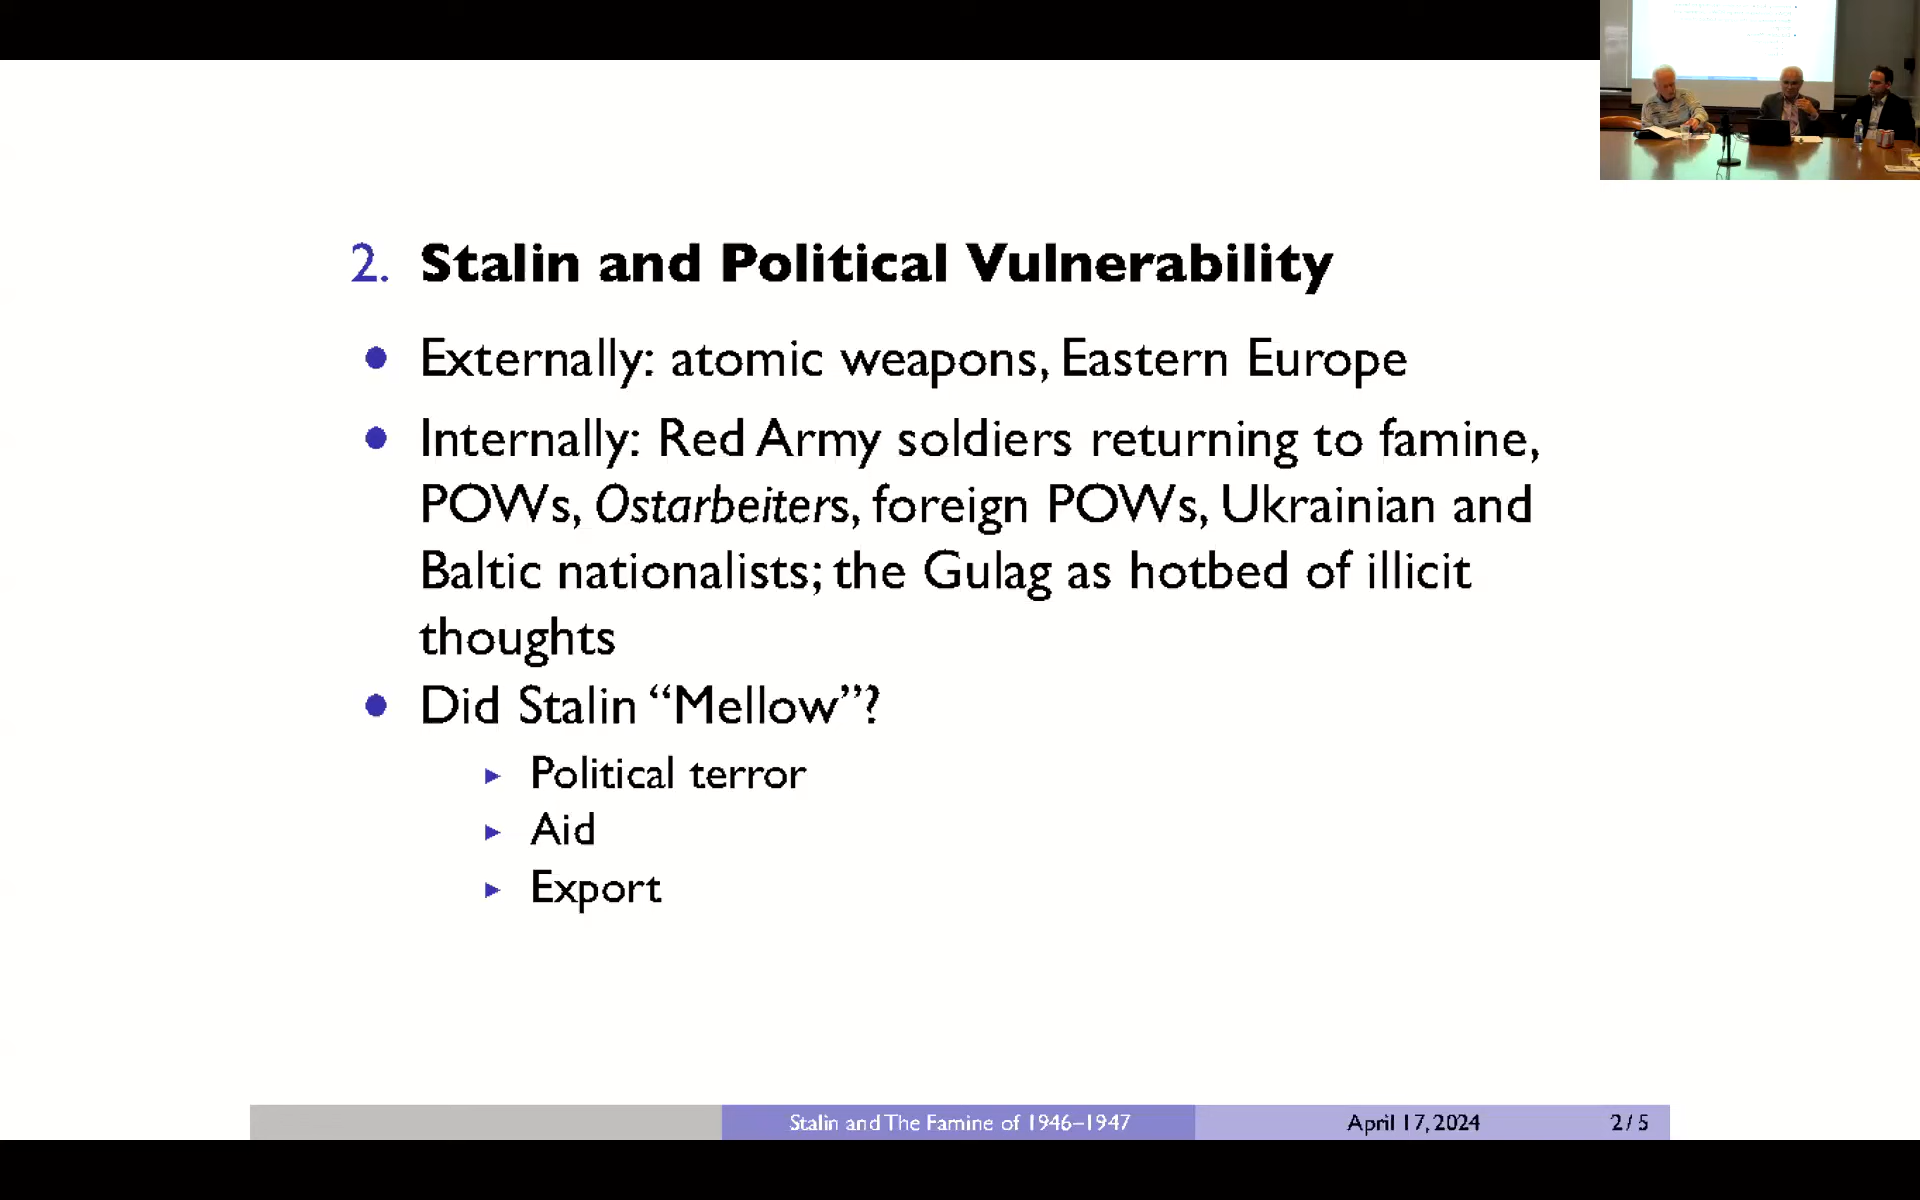 2. Stalin and Political Vulnerability
● Externally: atomic weapons, Eastern Europe
● Internally: Red Army soldiers returning to famine,
POWs, Ostarbeiters, foreign POWs, Ukrainian and
Baltic nationalists; the Gulag as hotbed of illicit
thoughts
● Did Stalin “Mellow”?
▸ Political terror
▸ Aid
▸ Export
Stalin and The Famine of 1946–1947 April 17, 2024 2 / 5